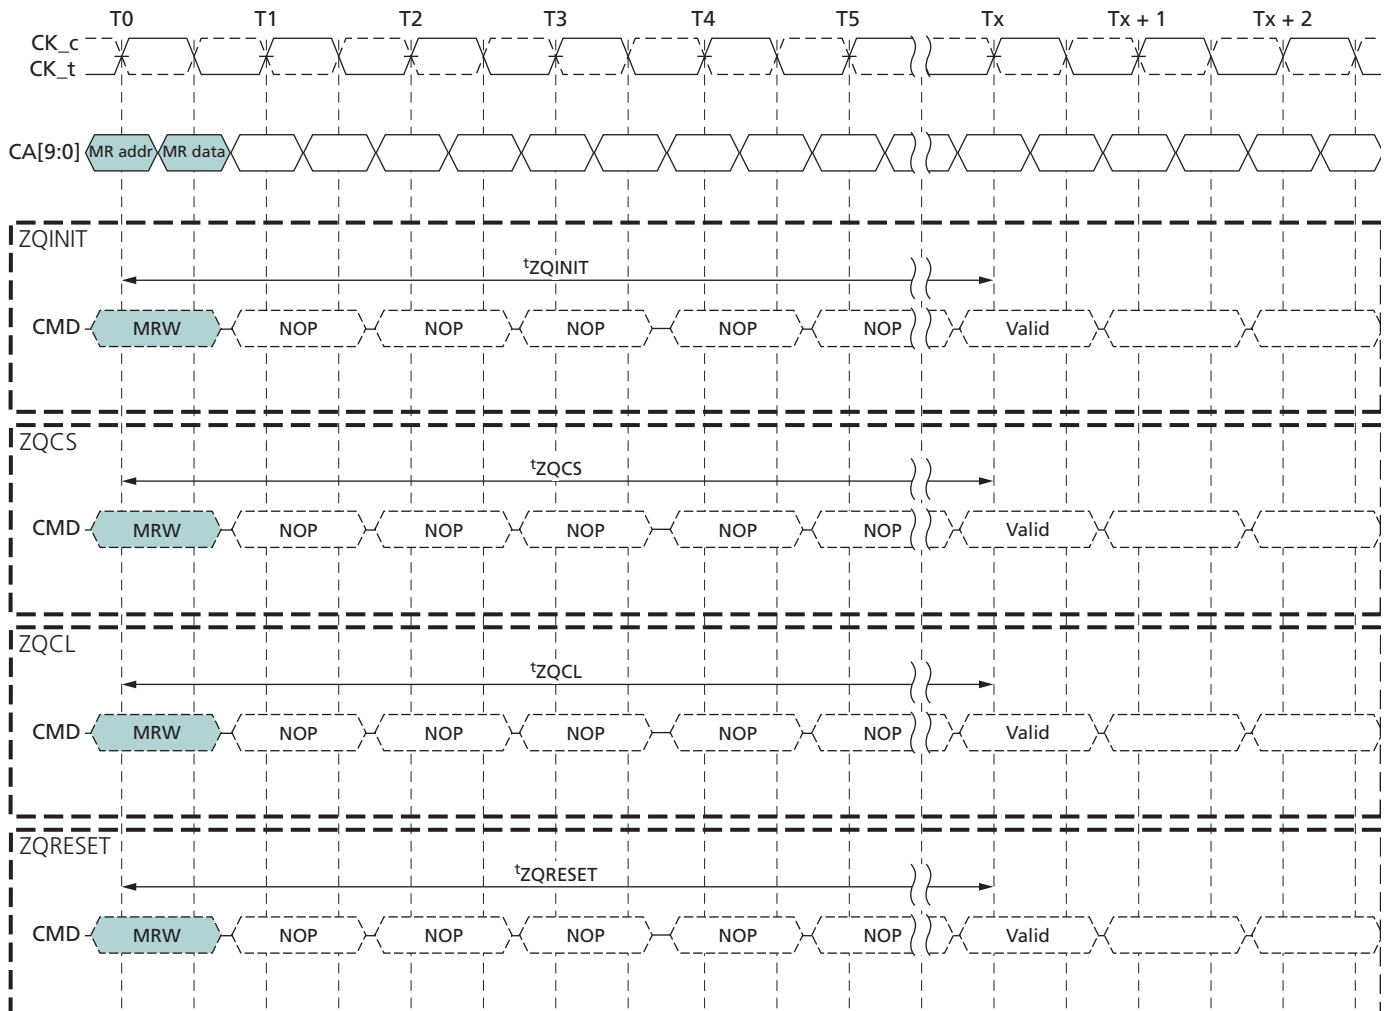 T0 T1 T2 T3 T4 T5 Tx Tx + 1 Tx + 2
CK_c
CK_t
CA[9:0] MR addr MR data
ZQINIT
tZQINIT
CMD MRW NOP NOP NOP NOP NOP Valid
ZQCS
tZQCS
CMD MRW NOP NOP NOP NOP NOP Valid
ZQCL
tZQCL
CMD MRW NOP NOP NOP NOP NOP Valid
ZQRESET
tZQRESET
CMD MRW NOP NOP NOP NOP NOP Valid